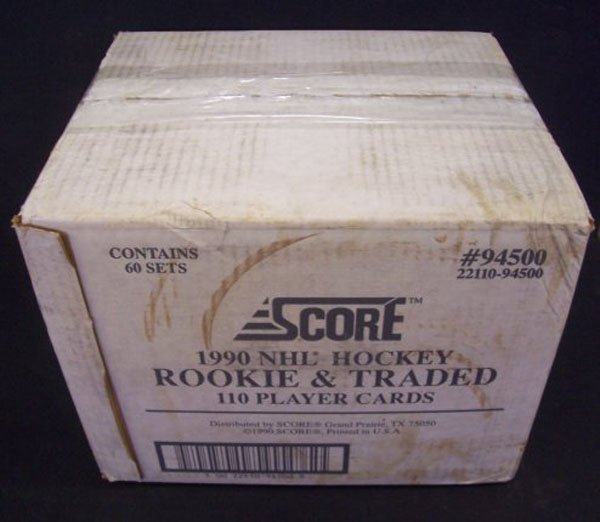 CONTAINS
60 SETS
#94500
22110-94500
SCORE™
1990 NHL® HOCKEY
ROOKIE & TRADED
110 PLAYER CARDS
Distributed by SCORE® Grand Prairie, TX 75050
©1990 SCORE®, Printed in U.S.A.